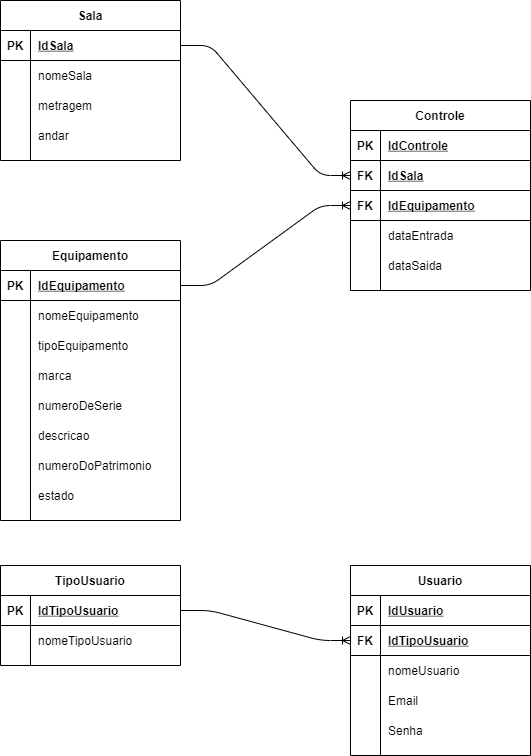 Sala
PK IdSala
nomeSala
metragem
andar
Controle
PK IdControle
FK IdSala
FK IdEquipamento
dataEntrada
dataSaida
Equipamento
PK IdEquipamento
nomeEquipamento
tipoEquipamento
marca
numeroDeSerie
descricao
numeroDoPatrimonio
estado
TipoUsuario
PK IdTipoUsuario
nomeTipoUsuario
Usuario
PK IdUsuario
FK IdTipoUsuario
nomeUsuario
Email
Senha